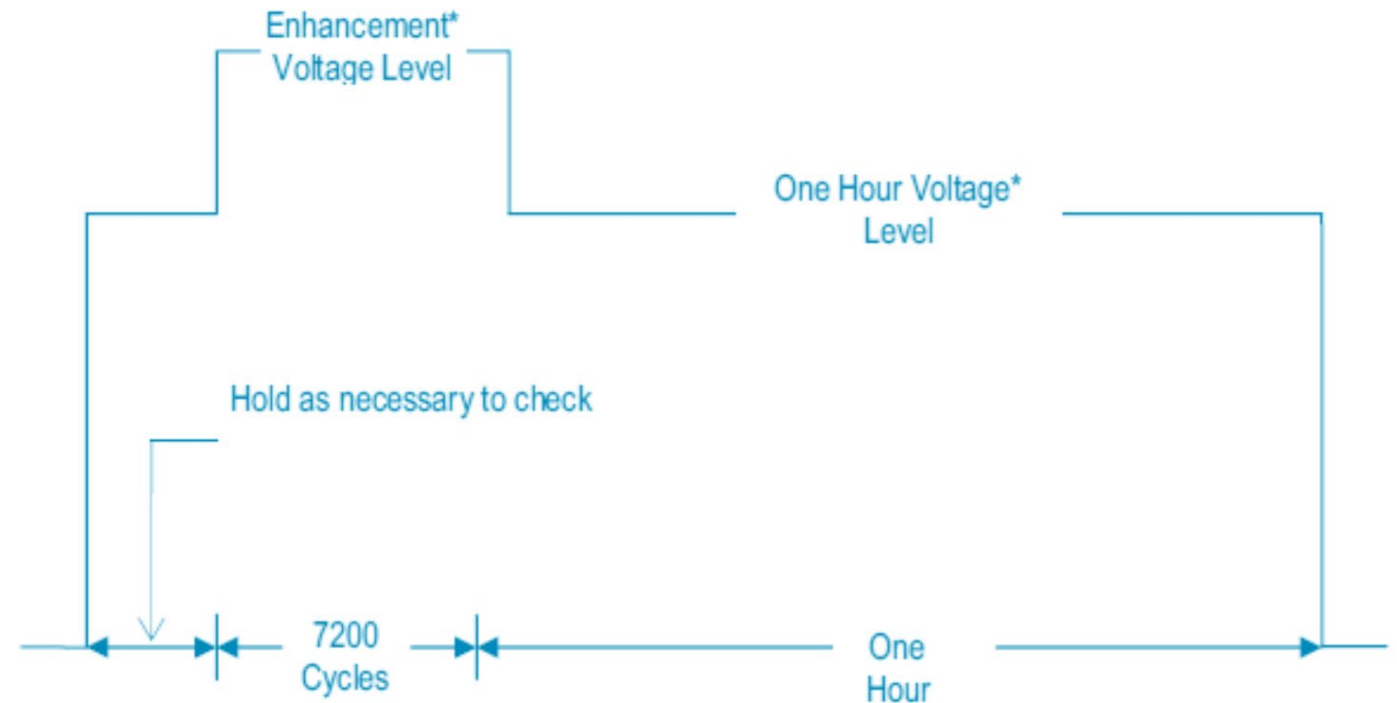 Enhancement*
Voltage Level
One Hour Voltage*
Level
Hold as necessary to check
7200
Cycles
One
Hour